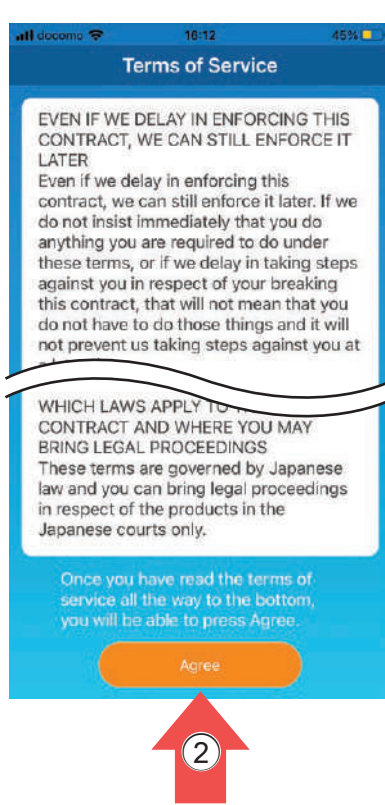 docomo 16:12 45%
Terms of Service
EVEN IF WE DELAY IN ENFORCING THIS
CONTRACT, WE CAN STILL ENFORCE IT
LATER
Even if we delay in enforcing this
contract, we can still enforce it later. If we
do not insist immediately that you do
anything you are required to do under
these terms, or if we delay in taking steps
against you in respect of your breaking
this contract, that will not mean that you
do not have to do those things and it will
not prevent us taking steps against you at
WHICH LAWS APPLY TO
CONTRACT AND WHERE YOU MAY
BRING LEGAL PROCEEDINGS
These terms are governed by Japanese
law and you can bring legal proceedings
in respect of the products in the
Japanese courts only.
Once you have read the terms of
service all the way to the bottom,
you will be able to press Agree.
Agree
2